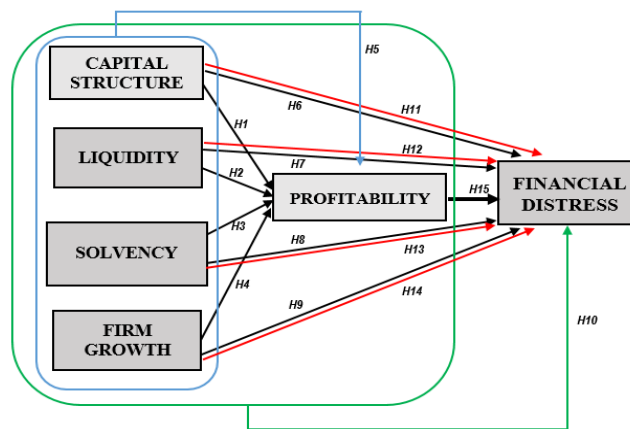 H5
CAPITAL
STRUCTURE
H11
H6
H1
H12
LIQUIDITY
H7
H2
FINANCIAL
DISTRESS
H15
PROFITABILITY
H3
SOLVENCY
H8
H13
H4
H14
H9
FIRM
GROWTH
H10